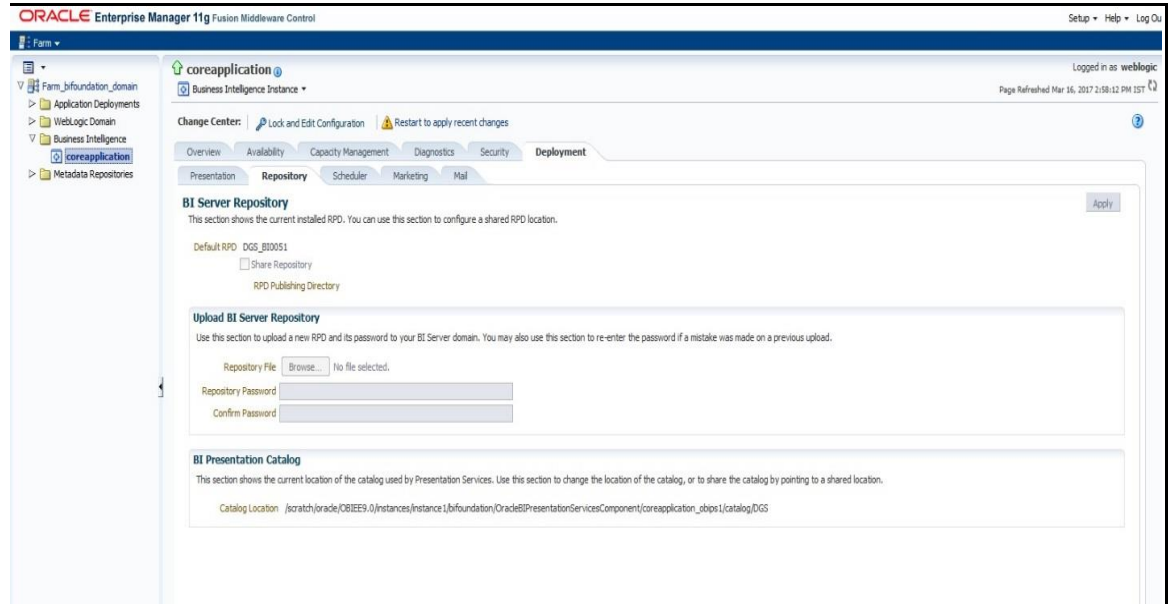 ORACLE Enterprise Manager 11g Fusion Middleware Control
Setup Help Log Ou
Farm
Farm_bifoundation_domain
Application Deployments
WebLogic Domain
Business Intelligence
coreapplication
Metadata Repositories
coreapplication
Logged in as weblogic
Business Intelligence Instance
Page Refreshed Mar 16, 2017 2:58:12 PM IST
Change Center: Lock and Edit Configuration Restart to apply recent changes
Overview Availability Capacity Management Diagnostics Security Deployment
Presentation Repository Scheduler Marketing Mail
BI Server Repository
Apply
This section shows the current installed RPD. You can use this section to configure a shared RPD location.
Default RPD DGS_BI0051
Share Repository
RPD Publishing Directory
Upload BI Server Repository
Use this section to upload a new RPD and its password to your BI Server domain. You may also use this section to re-enter the password if a mistake was made on a previous upload.
Repository File Browse... No file selected.
Repository Password
Confirm Password
BI Presentation Catalog
This section shows the current location of the catalog used by Presentation Services. Use this section to change the location of the catalog, or to share the catalog by pointing to a shared location.
Catalog Location /scratch/oracle/OBIEE9.0/instances/instance1/bifoundation/OracleBIPresentationServicesComponent/coreapplication_obips1/catalog/DGS